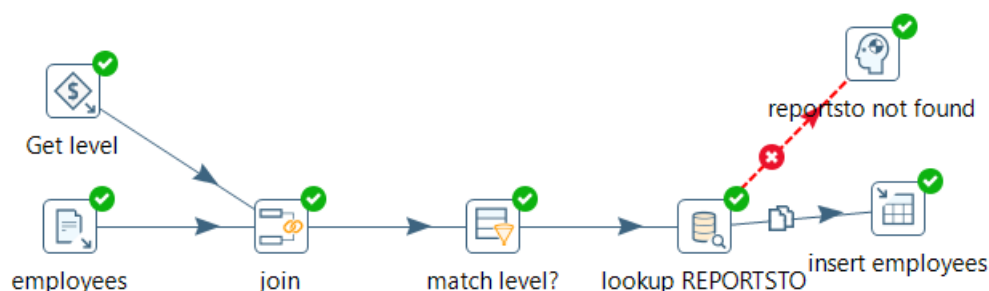 reportsto not found
Get level
employees
join
match level?
lookup REPORTSTO
insert employees